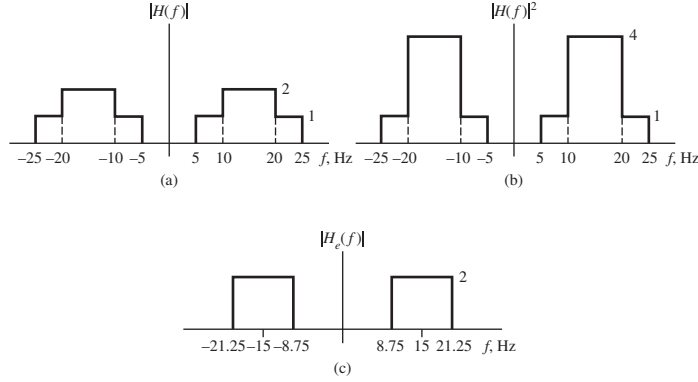 |H(f)|
2
1
–25 –20 –10 –5 5 10 20 25 f, Hz
(a)
|H(f)|²
4
1
–25 –20 –10 –5 5 10 20 25 f, Hz
(b)
|Hₑ(f)|
2
–21.25 –15 –8.75 8.75 15 21.25 f, Hz
(c)